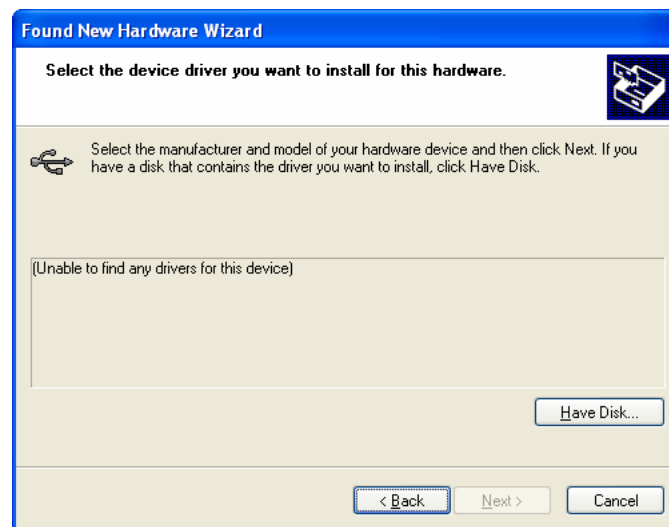 Found New Hardware Wizard
Select the device driver you want to install for this hardware.
Select the manufacturer and model of your hardware device and then click Next. If you
have a disk that contains the driver you want to install, click Have Disk.
(Unable to find any drivers for this device)
Have Disk...
< Back
Next >
Cancel